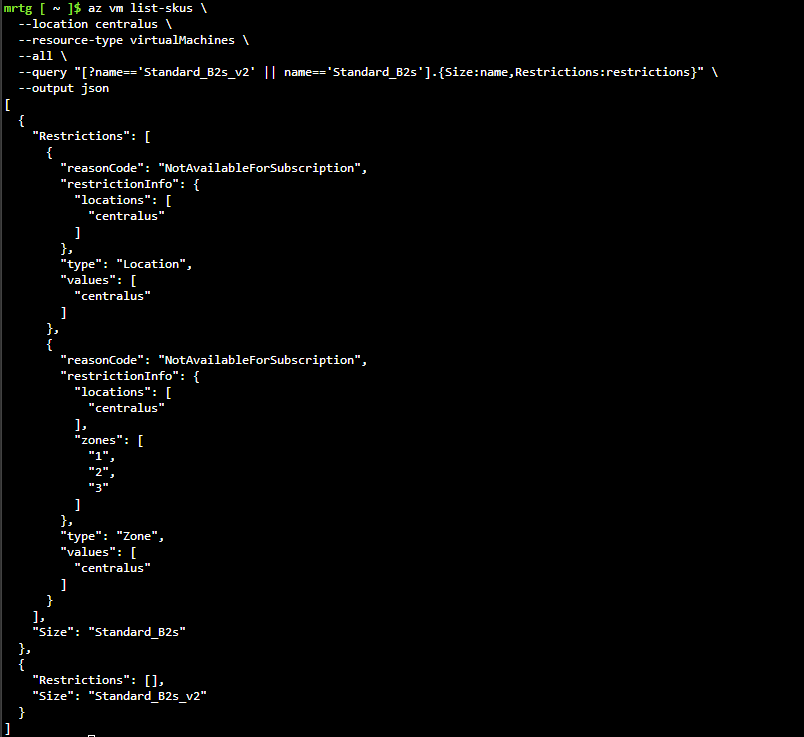 mrtg [ ~ ]$ az vm list-skus \
  --location centralus \
  --resource-type virtualMachines \
  --all \
  --query "[?name=='Standard_B2s_v2' || name=='Standard_B2s'].{Size:name,Restrictions:restrictions}" \
  --output json
[
  {
    "Restrictions": [
      {
        "reasonCode": "NotAvailableForSubscription",
        "restrictionInfo": {
          "locations": [
            "centralus"
          ]
        },
        "type": "Location",
        "values": [
          "centralus"
        ]
      },
      {
        "reasonCode": "NotAvailableForSubscription",
        "restrictionInfo": {
          "locations": [
            "centralus"
          ],
          "zones": [
            "1",
            "2",
            "3"
          ]
        },
        "type": "Zone",
        "values": [
          "centralus"
        ]
      }
    ],
    "Size": "Standard_B2s"
  },
  {
    "Restrictions": [],
    "Size": "Standard_B2s_v2"
  }
]